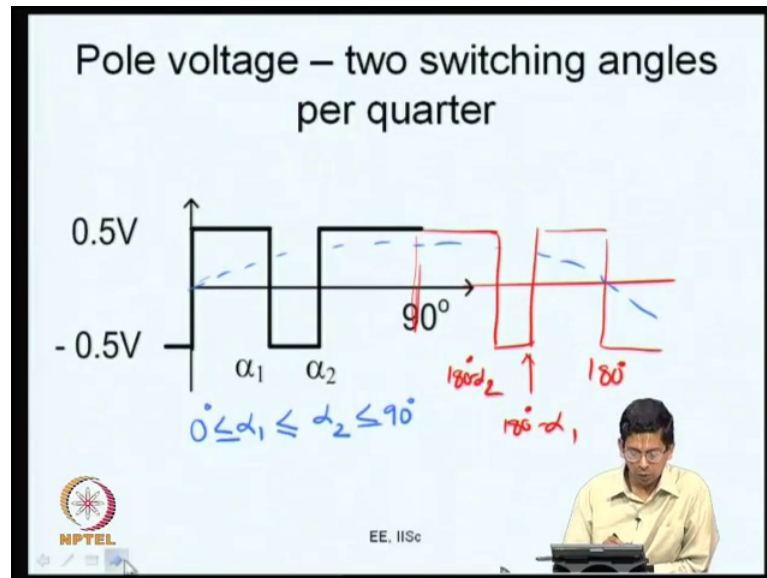 Pole voltage – two switching angles
per quarter
0.5V
- 0.5V
90°
α₁
α₂
180°-α₂
180°
0° ≤ α₁ ≤ α₂ ≤ 90°
180°-α₁
NPTEL
EE, IISc